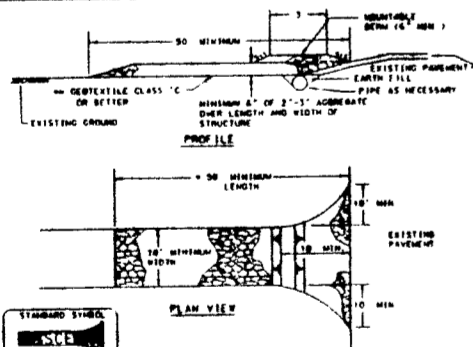 3
MOUNTABLE
BERM (6" MIN.)
50 MINIMUM
EXISTING PAVEMENT
EARTH FILL
PIPE AS NECESSARY
** GEOTEXTILE CLASS 'C'
OR BETTER
MINIMUM 6" OF 2"-3" AGGREGATE
OVER LENGTH AND WIDTH OF
STRUCTURE
EXISTING GROUND
PROFILE
* 50 MINIMUM
LENGTH
10' MIN
EXISTING
PAVEMENT
10' MINIMUM
WIDTH
10 MIN
10 MIN
PLAN VIEW
STANDARD SYMBOL
SCE